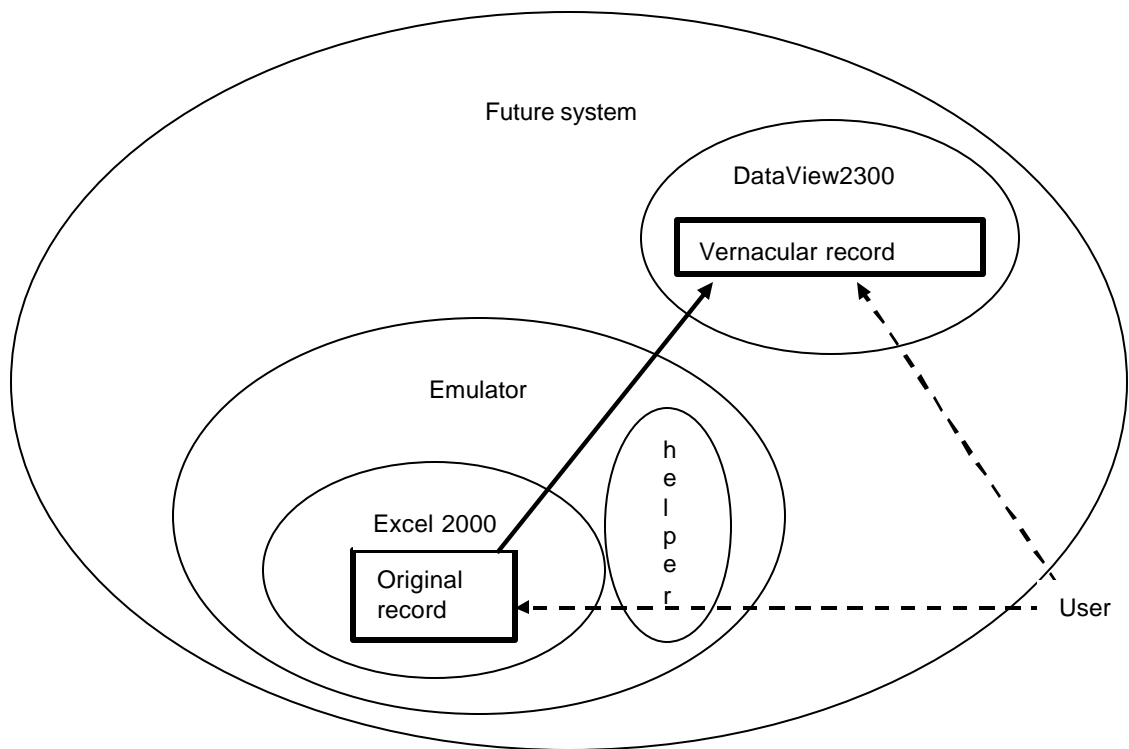 Future system
DataView2300
Vernacular record
Emulator
h
e
l
p
e
r
Excel 2000
Original
record
User